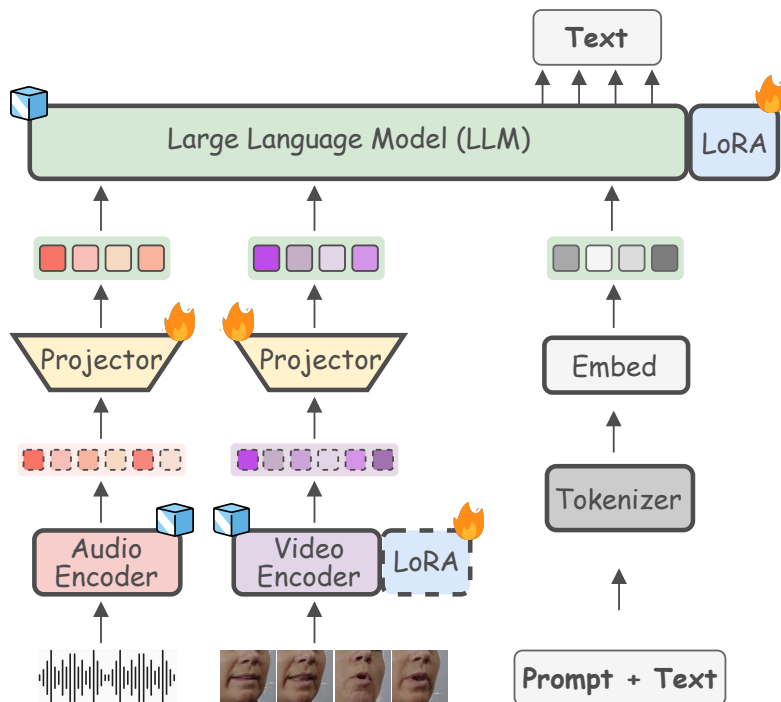 Text
Large Language Model (LLM)
LoRA
Projector
Projector
Embed
Tokenizer
Audio
Encoder
Video
Encoder
LoRA
Prompt + Text